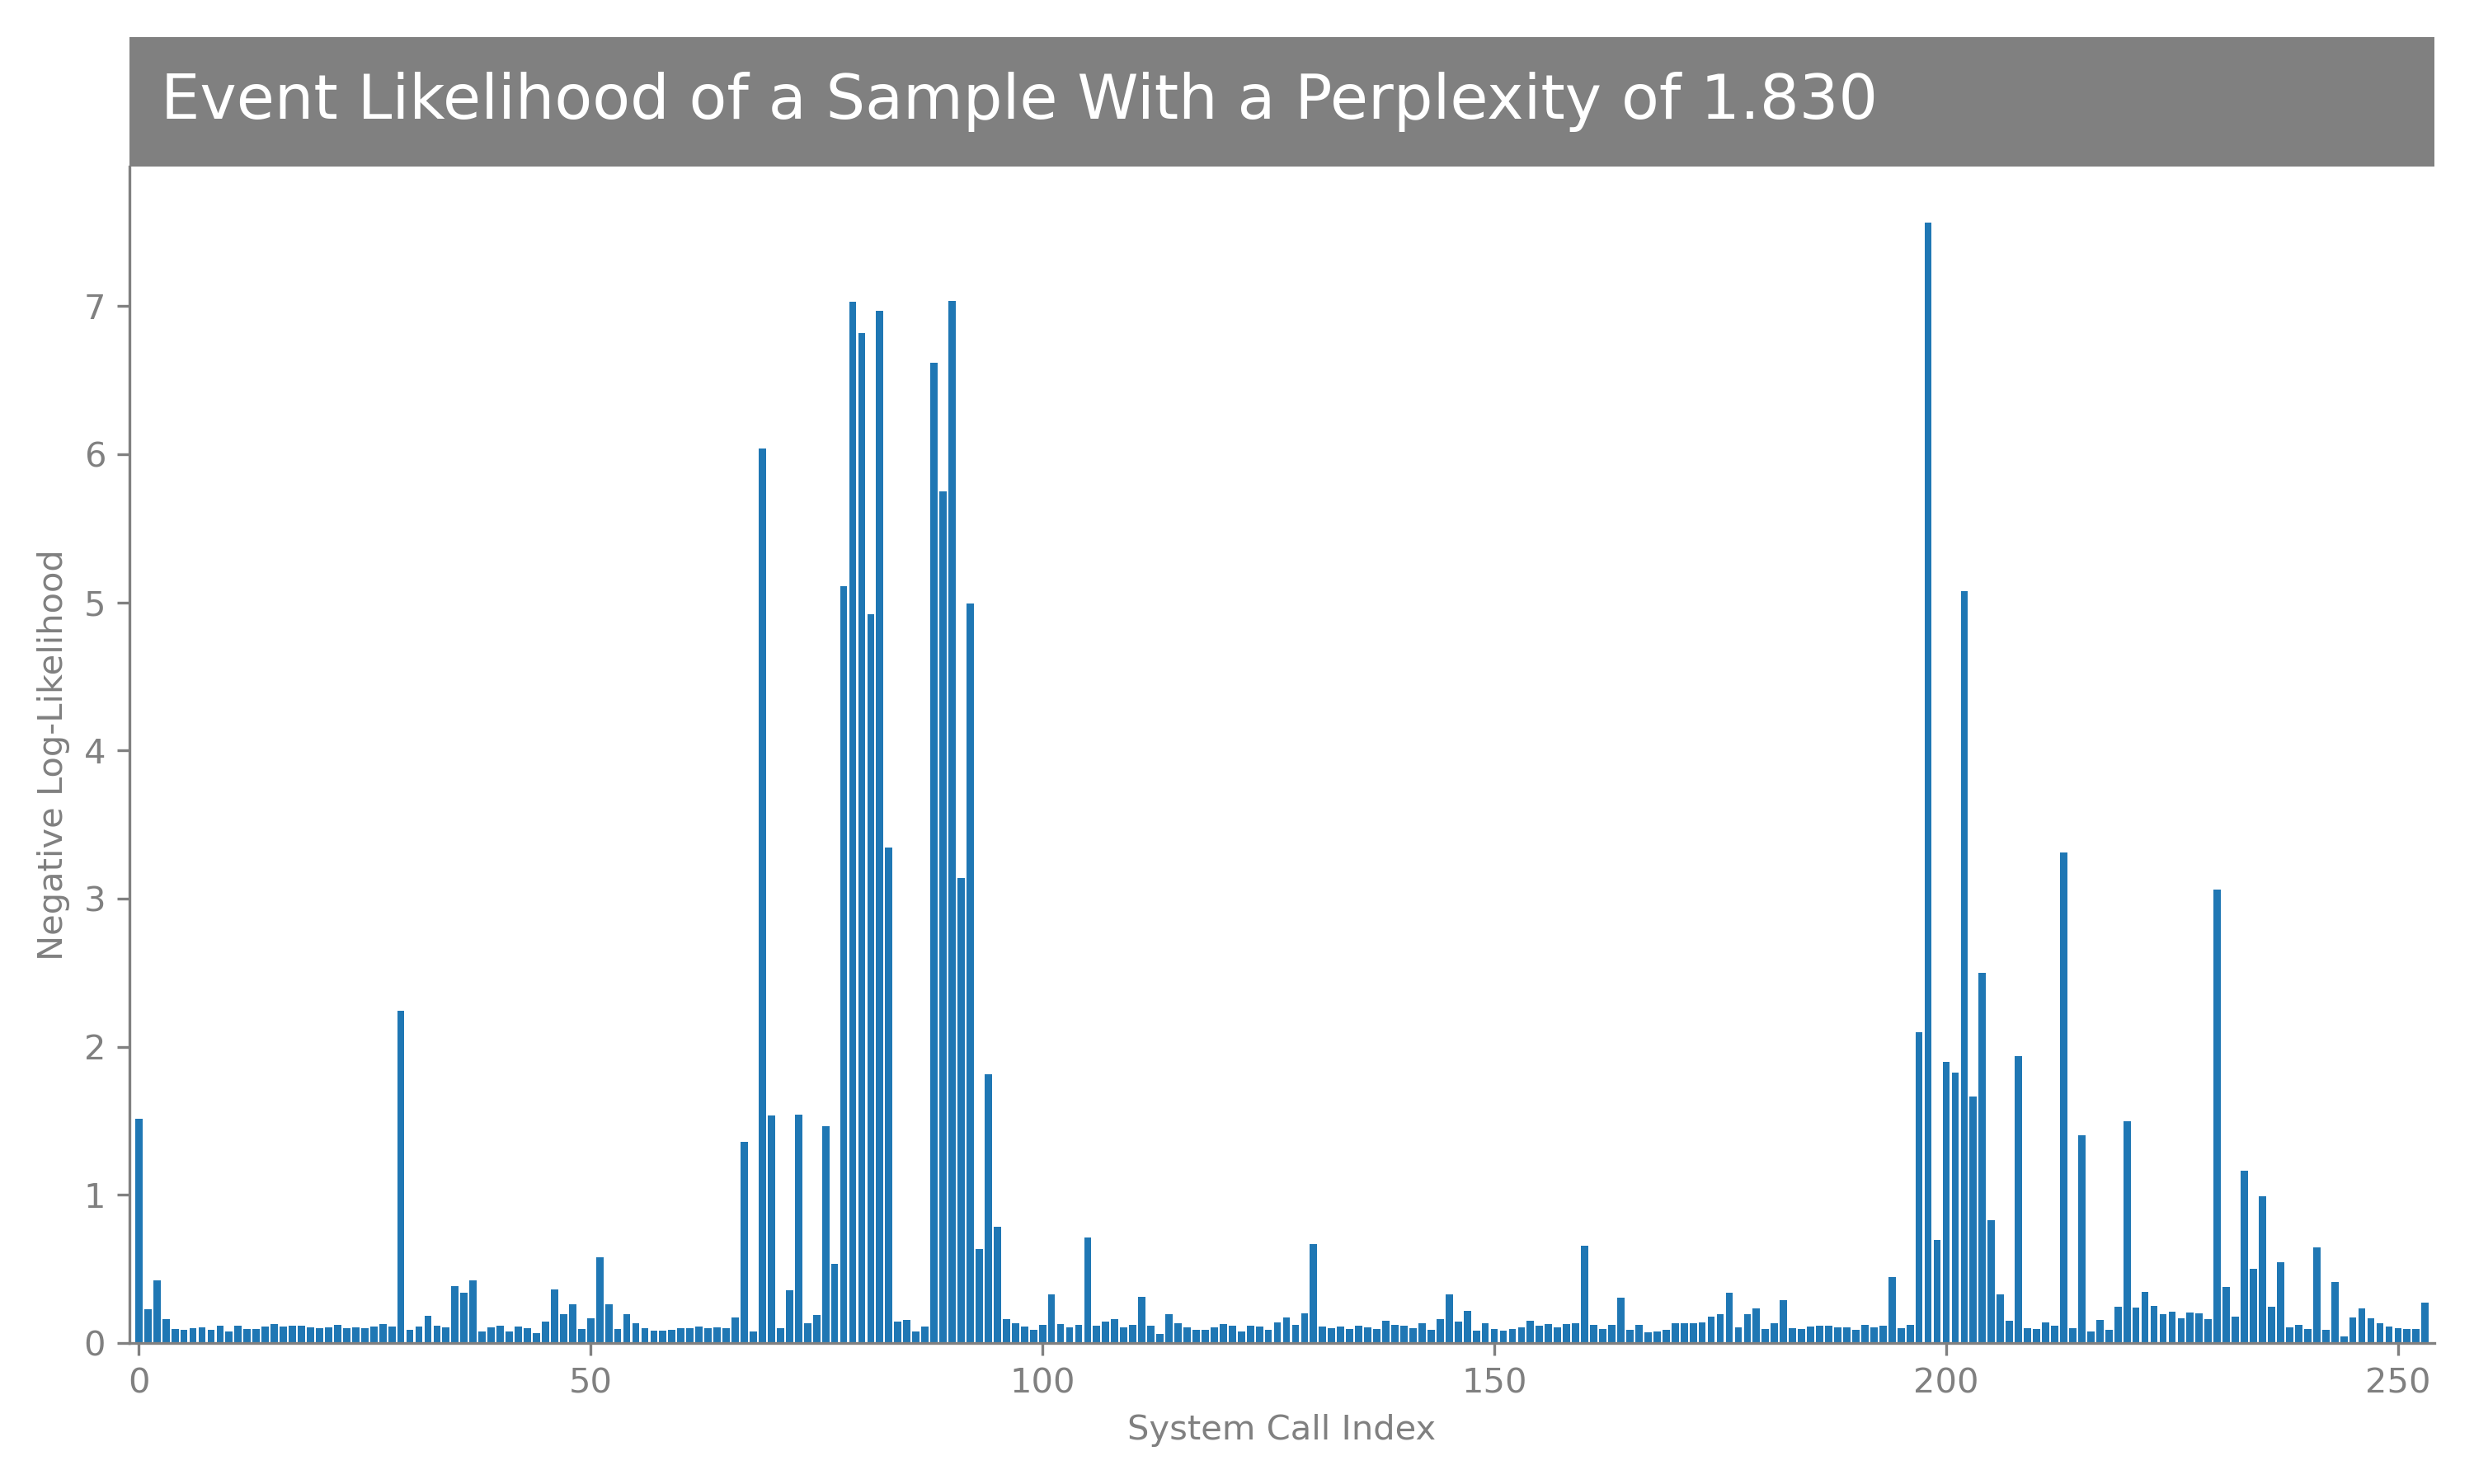 Event Likelihood of a Sample With a Perplexity of 1.830
Negative Log-Likelihood
7
6
5
4
3
2
1
0
0 50 100 150 200 250
System Call Index